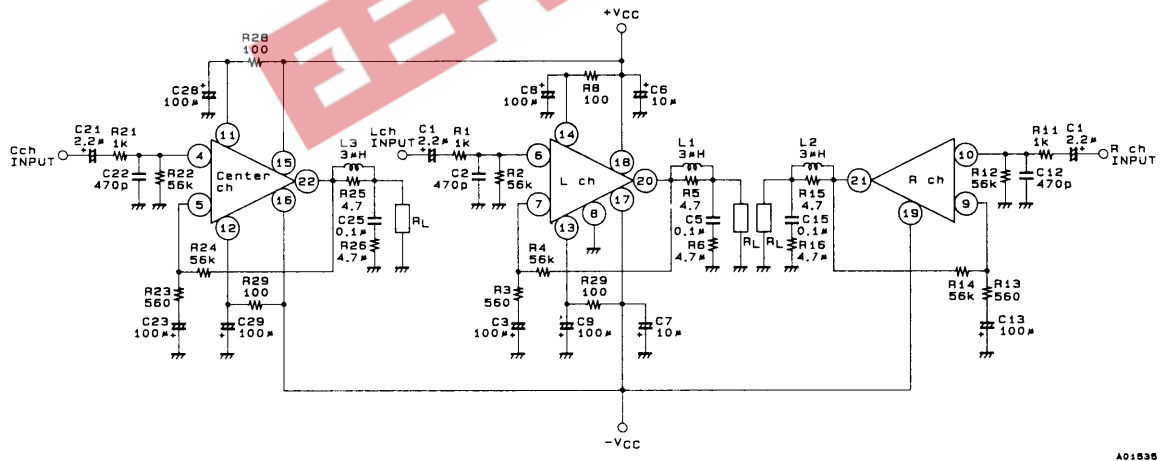 +VCC
R28
100
C28
100μ
11
C8
100μ
R8
100
C6
10μ
14
Cch
INPUT
C21
2.2μ
R21
1k
C22
470p
R22
56k
4
5
Center
ch
12
15
16
22
L3
3μH
R25
4.7
C25
0.1μ
R26
4.7μ
RL
R24
56k
R23
560
C23
100μ
C29
100μ
R29
100
Lch
INPUT
C1
2.2μ
R1
1k
C2
470p
R2
56k
6
7
L ch
13
8
18
17
20
L1
3μH
R5
4.7
C5
0.1μ
R6
4.7μ
RL
R4
56k
R3
560
C3
100μ
C9
100μ
R29
100
C7
10μ
L2
3μH
R15
4.7
C15
0.1μ
R16
4.7μ
RL
21
R ch
19
10
9
R12
56k
C12
470p
R11
1k
C1
2.2μ
R ch
INPUT
R14
56k
R13
560
C13
100μ
-VCC
A01535